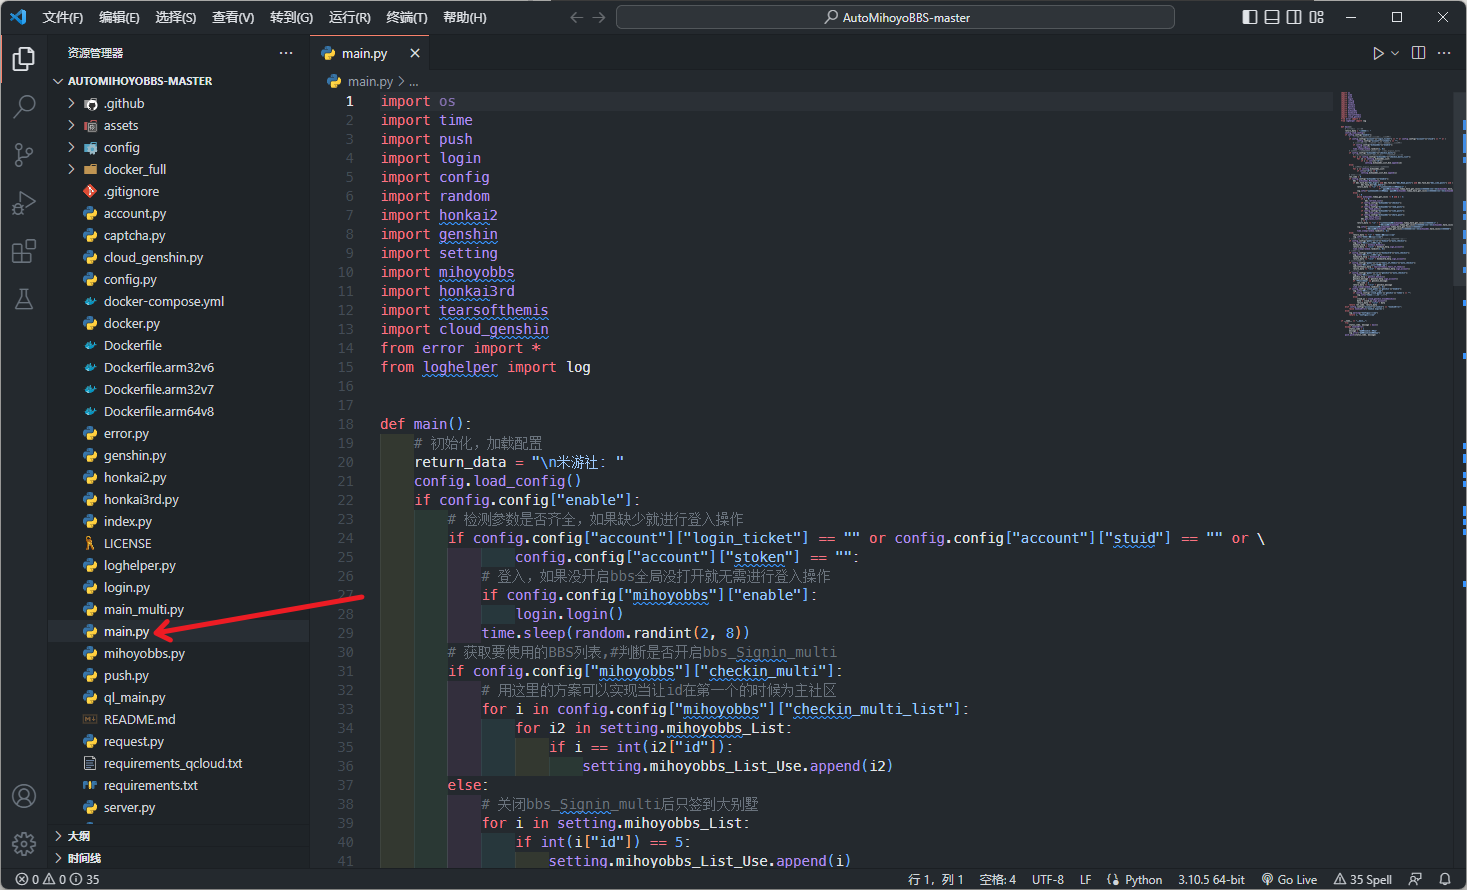 文件(F) 编辑(E) 选择(S) 查看(V) 转到(G) 运行(R) 终端(T) 帮助(H)
AutoMihoyoBBS-master
资源管理器
AUTOMIHOYOBBS-MASTER
.github
assets
config
docker_full
.gitignore
account.py
captcha.py
cloud_genshin.py
config.py
docker-compose.yml
docker.py
Dockerfile
Dockerfile.arm32v6
Dockerfile.arm32v7
Dockerfile.arm64v8
error.py
genshin.py
honkai2.py
honkai3rd.py
index.py
LICENSE
loghelper.py
login.py
main_multi.py
main.py
mihoyobbs.py
push.py
ql_main.py
README.md
request.py
requirements_qcloud.txt
requirements.txt
server.py
大纲
时间线
main.py
main.py > ...
1 import os
2 import time
3 import push
4 import login
5 import config
6 import random
7 import honkai2
8 import genshin
9 import setting
10 import mihoyobbs
11 import honkai3rd
12 import tearsofthemis
13 import cloud_genshin
14 from error import *
15 from loghelper import log
16
17
18 def main():
19 # 初始化，加载配置
20 return_data = "\n米游社: "
21 config.load_config()
22 if config.config["enable"]:
23 # 检测参数是否齐全，如果缺少就进行登入操作
24 if config.config["account"]["login_ticket"] == "" or config.config["account"]["stuid"] == "" or \
25 config.config["account"]["stoken"] == "":
26 # 登入，如果没开启bbs全局没打开就无需进行登入操作
27 if config.config["mihoyobbs"]["enable"]:
28 login.login()
29 time.sleep(random.randint(2, 8))
30 # 获取要使用的BBS列表,#判断是否开启bbs_Signin_multi
31 if config.config["mihoyobbs"]["checkin_multi"]:
32 # 用这里的方案可以实现当让id在第一个的时候为主社区
33 for i in config.config["mihoyobbs"]["checkin_multi_list"]:
34 for i2 in setting.mihoyobbs_List:
35 if i == int(i2["id"]):
36 setting.mihoyobbs_List_Use.append(i2)
37 else:
38 # 关闭bbs_Signin_multi后只签到大别墅
39 for i in setting.mihoyobbs_List:
40 if int(i["id"]) == 5:
41 setting.mihoyobbs_List_Use.append(i)
0 0 35
行 1，列 1 空格: 4 UTF-8 LF Python 3.10.5 64-bit Go Live 35 Spell